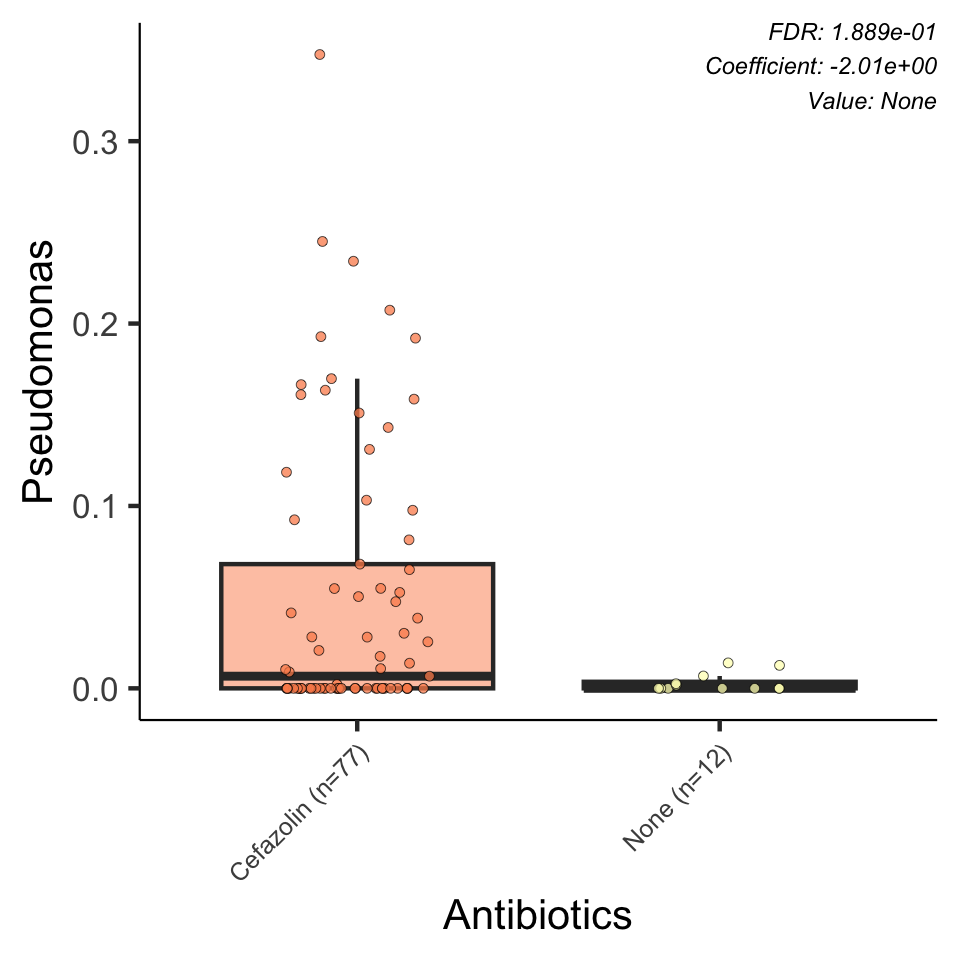 FDR: 1.889e-01
Coefficient: -2.01e+00
Value: None
Pseudomonas
0.3
0.2
0.1
0.0
Cefazolin (n=77)
None (n=12)
Antibiotics